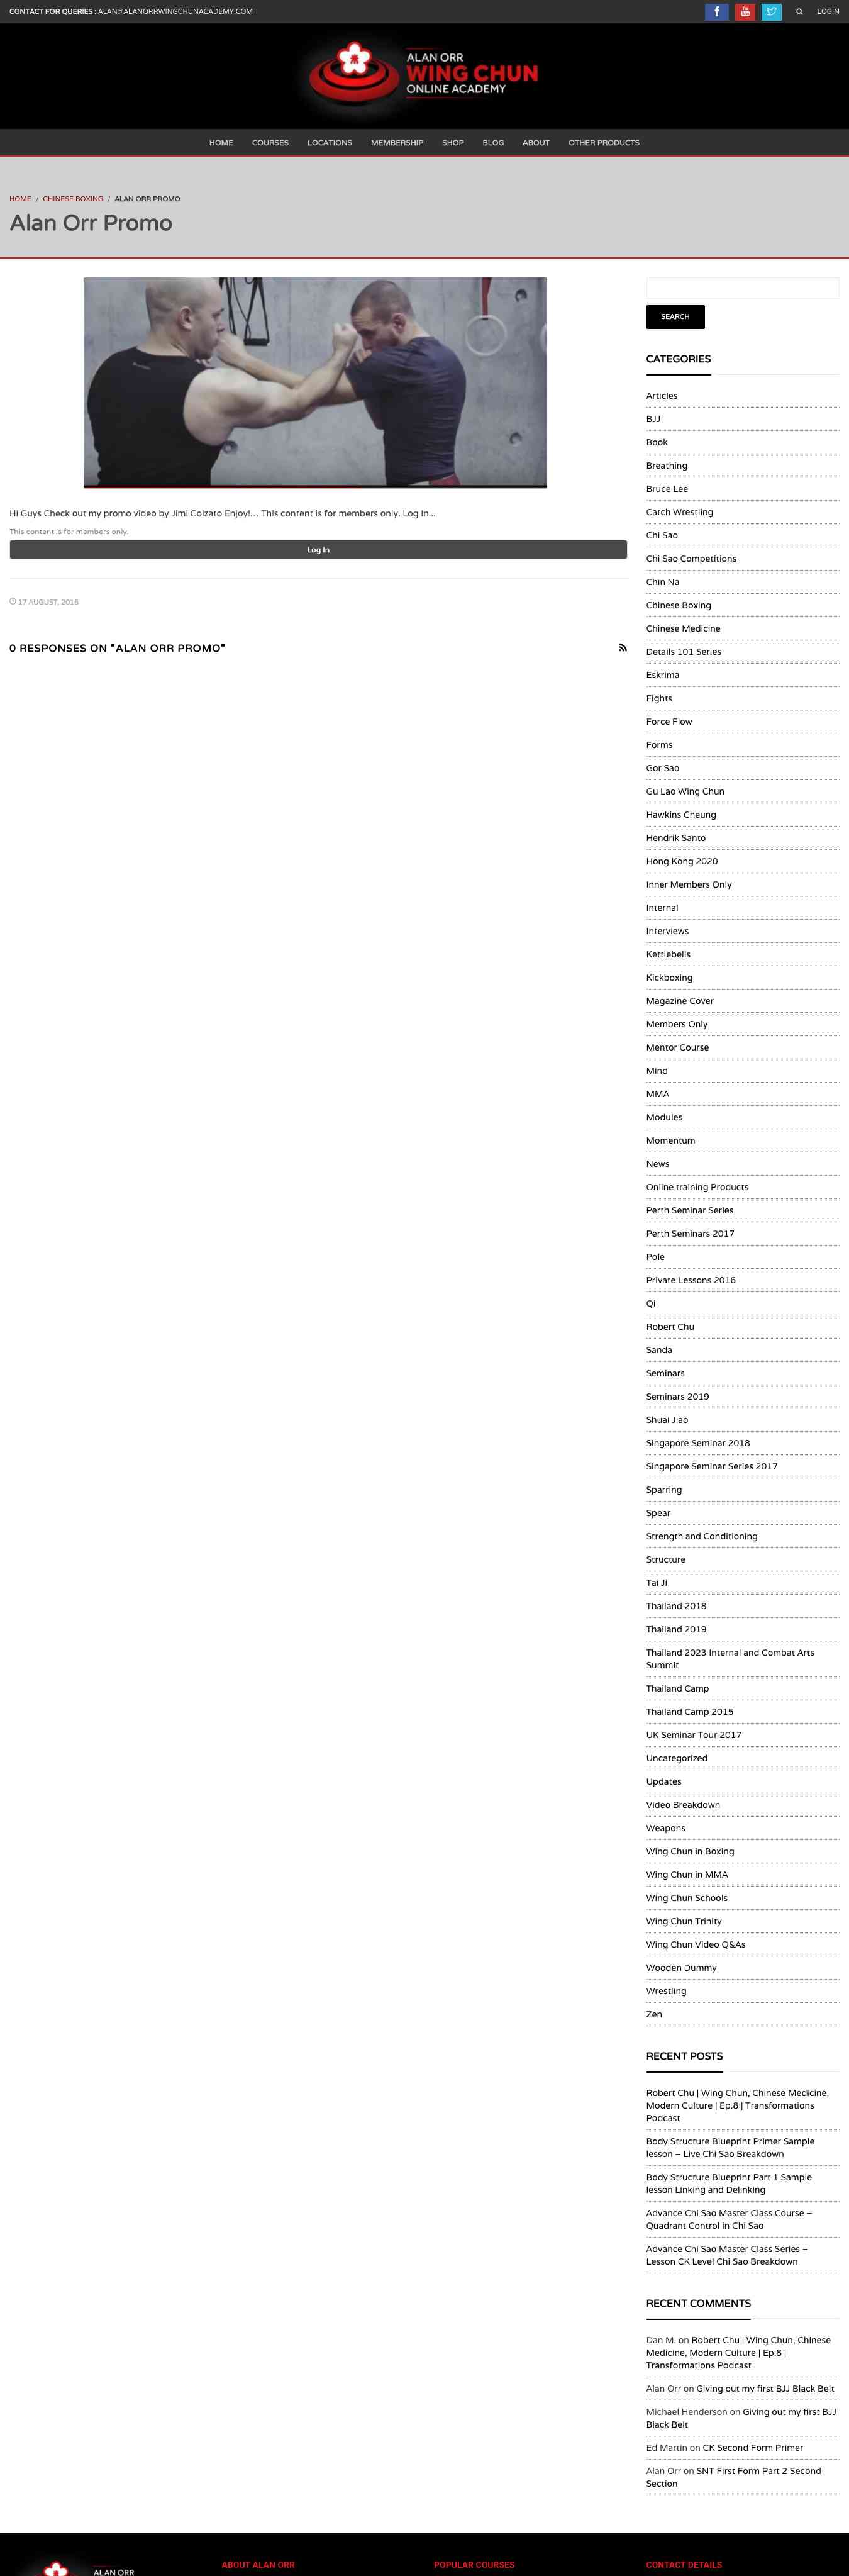 CONTACT FOR QUERIES : ALAN@ALANORRWINGCHUNACADEMY.COM
LOGIN
ALAN ORR
WING CHUN
ONLINE ACADEMY
HOME
COURSES
LOCATIONS
MEMBERSHIP
SHOP
BLOG
ABOUT
OTHER PRODUCTS
HOME / CHINESE BOXING / ALAN ORR PROMO
Alan Orr Promo
Hi Guys Check out my promo video by Jimi Colzato Enjoy!… This content is for members only. Log In...
This content is for members only.
Log In
17 AUGUST, 2016
0 RESPONSES ON "ALAN ORR PROMO"
SEARCH
CATEGORIES
Articles
BJJ
Book
Breathing
Bruce Lee
Catch Wrestling
Chi Sao
Chi Sao Competitions
Chin Na
Chinese Boxing
Chinese Medicine
Details 101 Series
Eskrima
Fights
Force Flow
Forms
Gor Sao
Gu Lao Wing Chun
Hawkins Cheung
Hendrik Santo
Hong Kong 2020
Inner Members Only
Internal
Interviews
Kettlebells
Kickboxing
Magazine Cover
Members Only
Mentor Course
Mind
MMA
Modules
Momentum
News
Online training Products
Perth Seminar Series
Perth Seminars 2017
Pole
Private Lessons 2016
Qi
Robert Chu
Sanda
Seminars
Seminars 2019
Shuai Jiao
Singapore Seminar 2018
Singapore Seminar Series 2017
Sparring
Spear
Strength and Conditioning
Structure
Tai Ji
Thailand 2018
Thailand 2019
Thailand 2023 Internal and Combat Arts
Summit
Thailand Camp
Thailand Camp 2015
UK Seminar Tour 2017
Uncategorized
Updates
Video Breakdown
Weapons
Wing Chun in Boxing
Wing Chun in MMA
Wing Chun Schools
Wing Chun Trinity
Wing Chun Video Q&As
Wooden Dummy
Wrestling
Zen
RECENT POSTS
Robert Chu | Wing Chun, Chinese Medicine,
Modern Culture | Ep.8 | Transformations
Podcast
Body Structure Blueprint Primer Sample
lesson – Live Chi Sao Breakdown
Body Structure Blueprint Part 1 Sample
lesson Linking and Delinking
Advance Chi Sao Master Class Course –
Quadrant Control in Chi Sao
Advance Chi Sao Master Class Series –
Lesson CK Level Chi Sao Breakdown
RECENT COMMENTS
Dan M. on Robert Chu | Wing Chun, Chinese
Medicine, Modern Culture | Ep.8 |
Transformations Podcast
Alan Orr on Giving out my first BJJ Black Belt
Michael Henderson on Giving out my first BJJ
Black Belt
Ed Martin on CK Second Form Primer
Alan Orr on SNT First Form Part 2 Second
Section
ALAN ORR
ABOUT ALAN ORR
POPULAR COURSES
CONTACT DETAILS